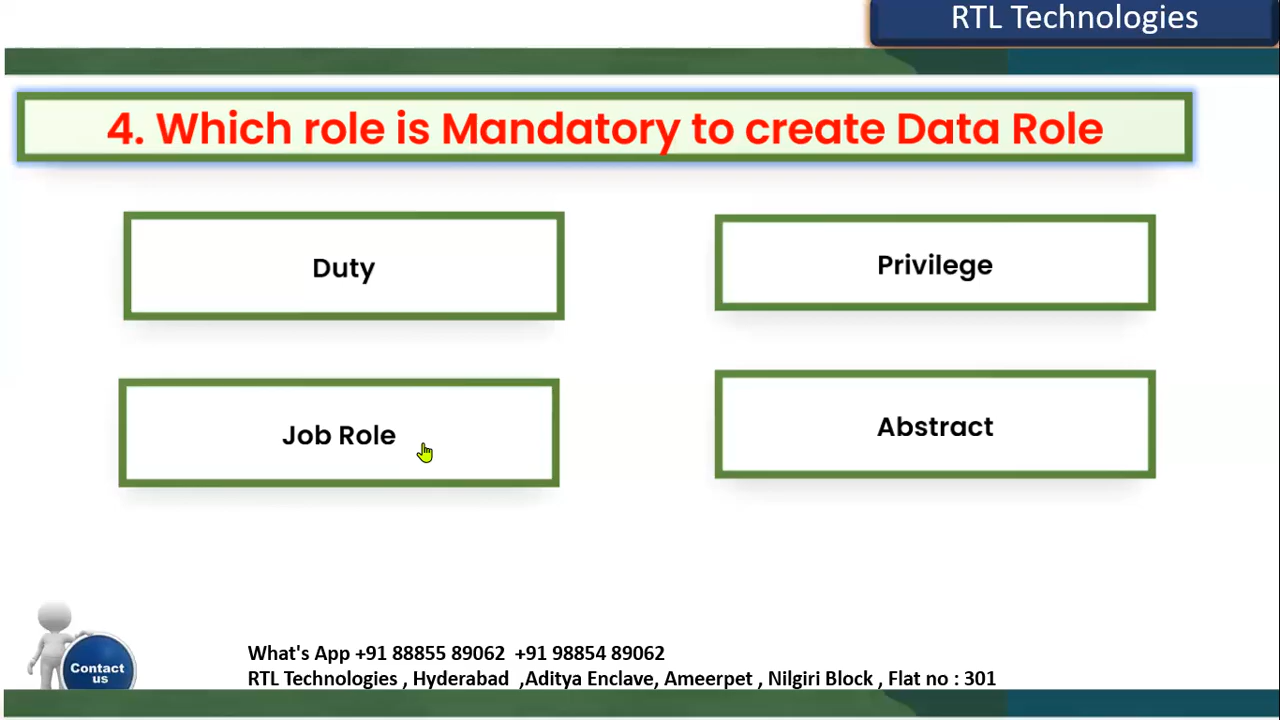 RTL Technologies
4. Which role is Mandatory to create Data Role
Duty
Privilege
Job Role
Abstract
Contact
us
What's App +91 88855 89062 +91 98854 89062
RTL Technologies , Hyderabad ,Aditya Enclave, Ameerpet , Nilgiri Block , Flat no : 301